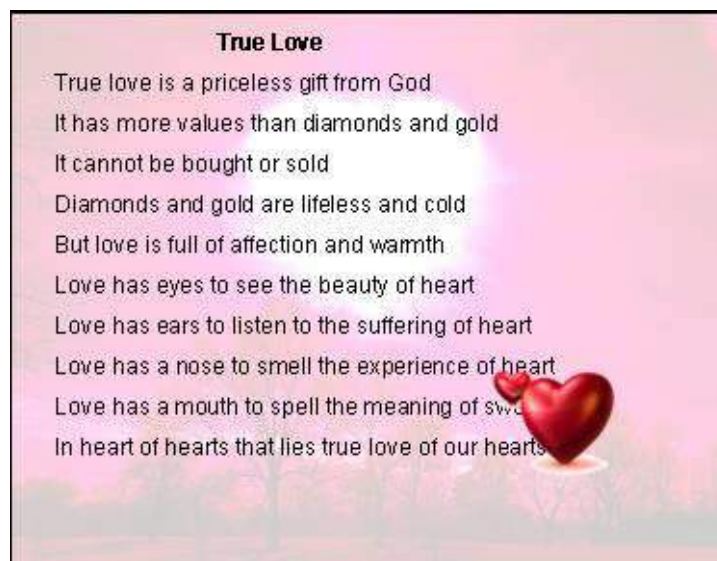 True Love
True love is a priceless gift from God
It has more values than diamonds and gold
It cannot be bought or sold
Diamonds and gold are lifeless and cold
But love is full of affection and warmth
Love has eyes to see the beauty of heart
Love has ears to listen to the suffering of heart
Love has a nose to smell the experience of heart
Love has a mouth to spell the meaning of
In heart of hearts that lies true love of our hearts